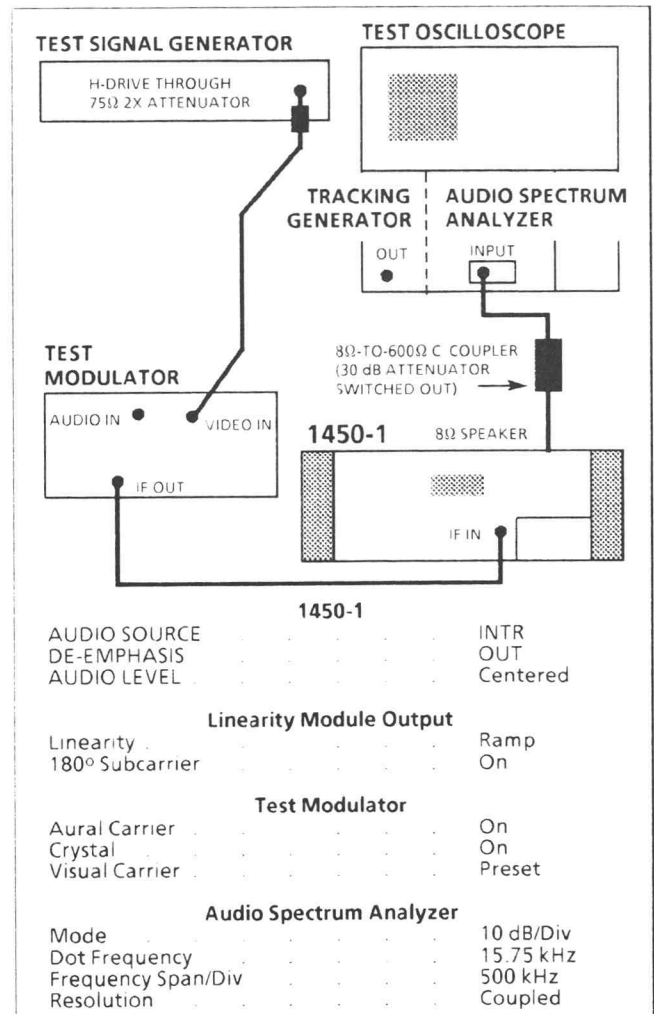 TEST SIGNAL GENERATOR
H-DRIVE THROUGH
75Ω 2X ATTENUATOR
TEST OSCILLOSCOPE
TRACKING
GENERATOR
OUT
AUDIO SPECTRUM
ANALYZER
INPUT
8Ω-TO-600Ω C COUPLER
(30 dB ATTENUATOR
SWITCHED OUT)
TEST
MODULATOR
AUDIO IN
VIDEO IN
IF OUT
1450-1
8Ω SPEAKER
IF IN
1450-1
AUDIO SOURCE . . . . . INTR
DE-EMPHASIS . . . . . OUT
AUDIO LEVEL . . . . . Centered
Linearity Module Output
Linearity . . . . . . Ramp
180° Subcarrier . . . . . On
Test Modulator
Aural Carrier . . . . . . On
Crystal . . . . . . On
Visual Carrier . . . . . . Preset
Audio Spectrum Analyzer
Mode . . . . . . 10 dB/Div
Dot Frequency . . . . . 15.75 kHz
Frequency Span/Div . . . . 500 kHz
Resolution . . . . . . Coupled